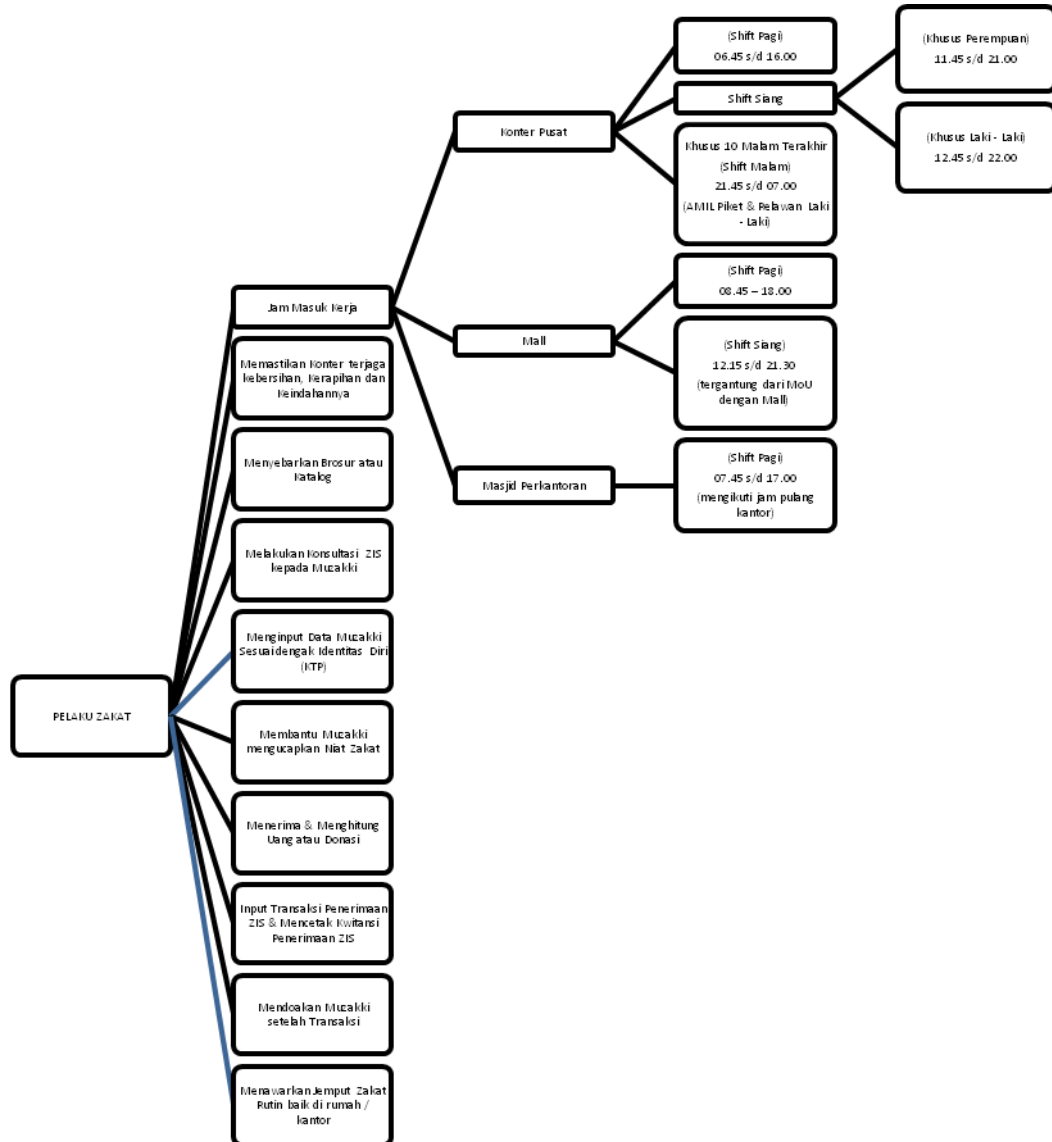 (Shift Pagi)
06.45 s/d 16.00
Shift Siang
(Khusus Perempuan)
11.45 s/d 21.00
(Khusus Laki - Laki)
12.45 s/d 22.00
Konter Pusat
Khusus 10 Malam Terakhir
(Shift Malam)
21.45 s/d 07.00
(AMIL Piket & Relawan Laki
- Laki)
Jam Masuk Kerja
Mall
(Shift Pagi)
08.45 – 18.00
(Shift Siang)
12.15 s/d 21.30
(tergantung dari MoU
dengan Mall)
Masjid Perkantoran
(Shift Pagi)
07.45 s/d 17.00
(mengikuti jam pulang
kantor)
Memastikan Konter terjaga
kebersihan, Kerapihan dan
Keindahannya
Menyebarkan Brosur atau
Katalog
Melakukan Konsultasi ZIS
kepada Muzakki
Menginput Data Muzakki
Sesuai dengak Identitas Diri
(KTP)
PELAKU ZAKAT
Membantu Muzakki
mengucapkan Niat Zakat
Menerima & Menghitung
Uang atau Donasi
Input Transaksi Penerimaan
ZIS & Mencetak Kwitansi
Penerimaan ZIS
Mendoakan Muzakki
setelah Transaksi
Menawarkan Jemput Zakat
Rutin baik di rumah /
kantor